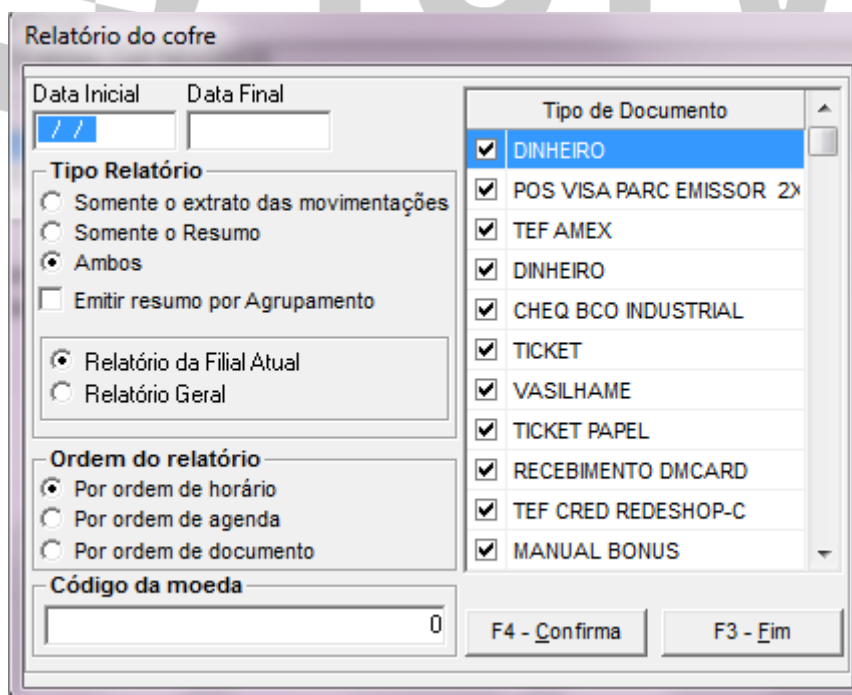 Relatório do cofre
Data Inicial Data Final
/ /
Tipo Relatório
Somente o extrato das movimentações
Somente o Resumo
Ambos
Emitir resumo por Agrupamento
Relatório da Filial Atual
Relatório Geral
Ordem do relatório
Por ordem de horário
Por ordem de agenda
Por ordem de documento
Código da moeda
0
Tipo de Documento
DINHEIRO
POS VISA PARC EMISSOR 2X
TEF AMEX
DINHEIRO
CHEQ BCO INDUSTRIAL
TICKET
VASILHAME
TICKET PAPEL
RECEBIMENTO DMCARD
TEF CRED REDESHOP-C
MANUAL BONUS
F4 - Confirma F3 - Fim